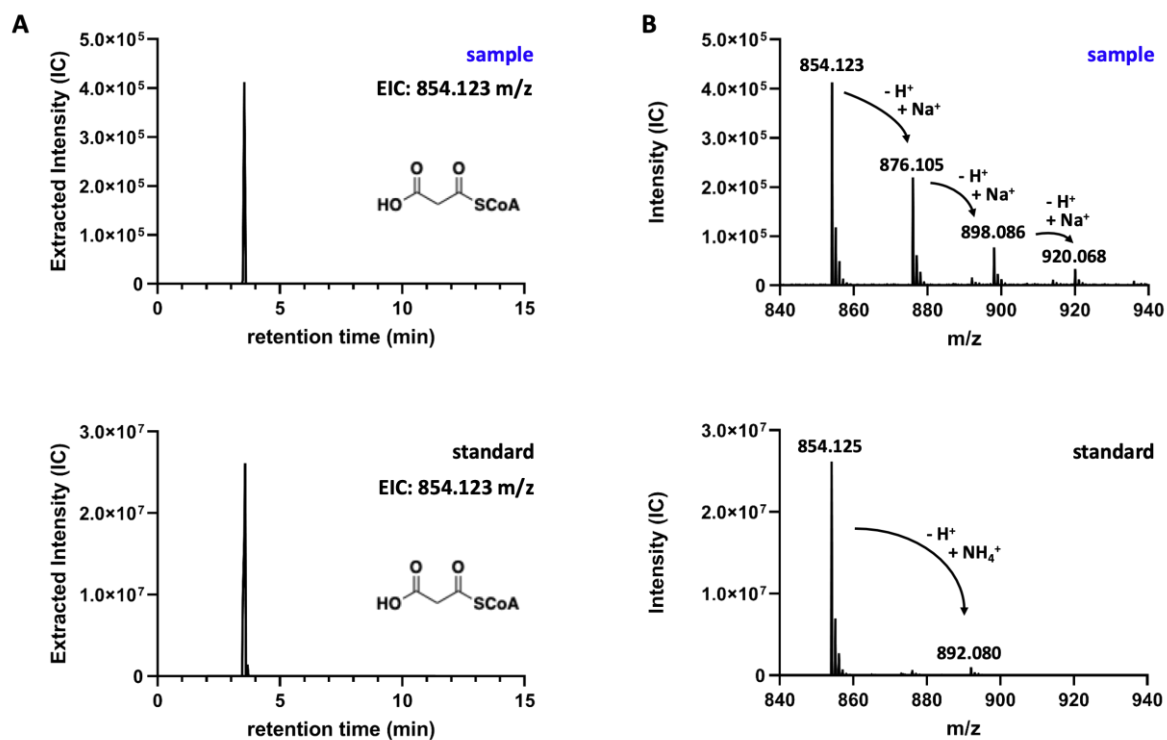 A
sample
EIC: 854.123 m/z
Extracted Intensity (IC)
5.0×10⁵
4.0×10⁵
3.0×10⁵
2.0×10⁵
1.0×10⁵
0
O O
HO SCoA
0 5 10 15
retention time (min)
B
sample
Intensity (IC)
5.0×10⁵
4.0×10⁵
3.0×10⁵
2.0×10⁵
1.0×10⁵
0
854.123
- H⁺
+ Na⁺
876.105
- H⁺
+ Na⁺
898.086
- H⁺
+ Na⁺
920.068
840 860 880 900 920 940
m/z
standard
EIC: 854.123 m/z
Extracted Intensity (IC)
3.0×10⁷
2.0×10⁷
1.0×10⁷
0
O O
HO SCoA
0 5 10 15
retention time (min)
standard
Intensity (IC)
3.0×10⁷
2.0×10⁷
1.0×10⁷
0
854.125
- H⁺
+ NH₄⁺
892.080
840 860 880 900 920 940
m/z